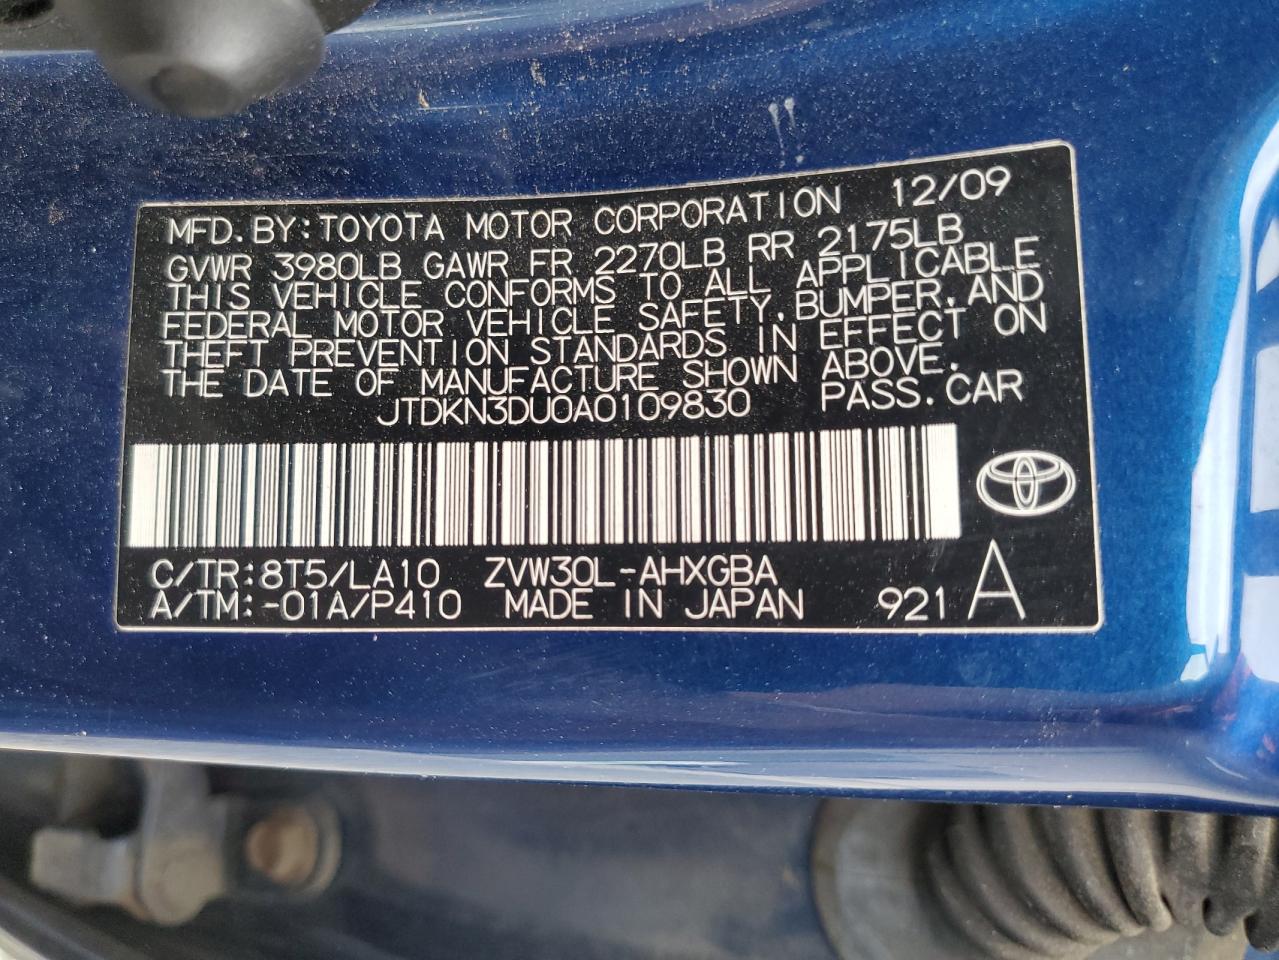 MFD.BY:TOYOTA MOTOR CORPORATION 12/09
GVWR 3980LB GAWR FR 2270LB RR 2175LB
THIS VEHICLE CONFORMS TO ALL APPLICABLE
FEDERAL MOTOR VEHICLE SAFETY,BUMPER,AND
THEFT PREVENTION STANDARDS IN EFFECT ON
THE DATE OF MANUFACTURE SHOWN ABOVE.
JTDKN3DU0A0109830 PASS.CAR
C/TR:8T5/LA10 ZVW30L-AHXGBA
A/TM:-01A/P410 MADE IN JAPAN 921 A